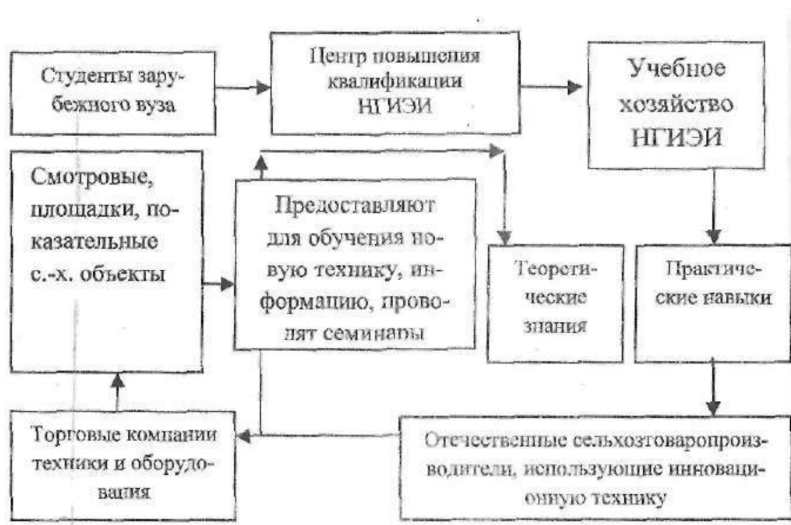 Студенты зару-
бежного вуза
Центр повышения
квалификации
НГИЭИ
Учебное
хозяйство
НГИЭИ
Смотровые,
площадки, по-
казательные
с.-х. объекты
Предоставляют
для обучения но-
вую технику, ин-
формацию, прово-
дят семинары
Теорети-
ческие
знания
Практиче-
ские навыки
Торговые компании
техники и оборудо-
вания
Отечественные сельхозтоваропроиз-
водители, использующие инноваци-
онную технику